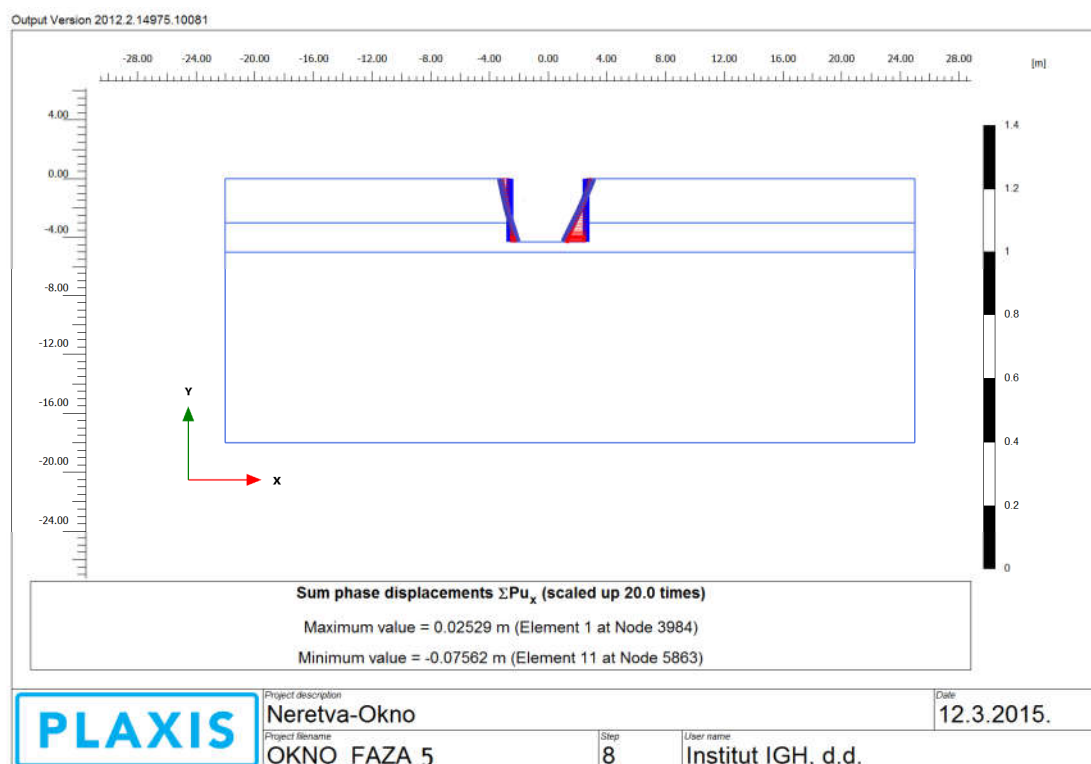 Output Version 2012.2.14975.10081
-28.00 -24.00 -20.00 -16.00 -12.00 -8.00 -4.00 0.00 4.00 8.00 12.00 16.00 20.00 24.00 28.00
[m]
4.00
0.00
-4.00
-8.00
-12.00
-16.00
-20.00
-24.00
1.4
1.2
1
0.8
0.6
0.4
0.2
0
Y
X
Sum phase displacements ΣPux (scaled up 20.0 times)
Maximum value = 0.02529 m (Element 1 at Node 3984)
Minimum value = -0.07562 m (Element 11 at Node 5863)
PLAXIS
Project description
Neretva-Okno
Date
12.3.2015.
Project filename
OKNO FAZA 5
Step
8
User name
Institut IGH, d.d.